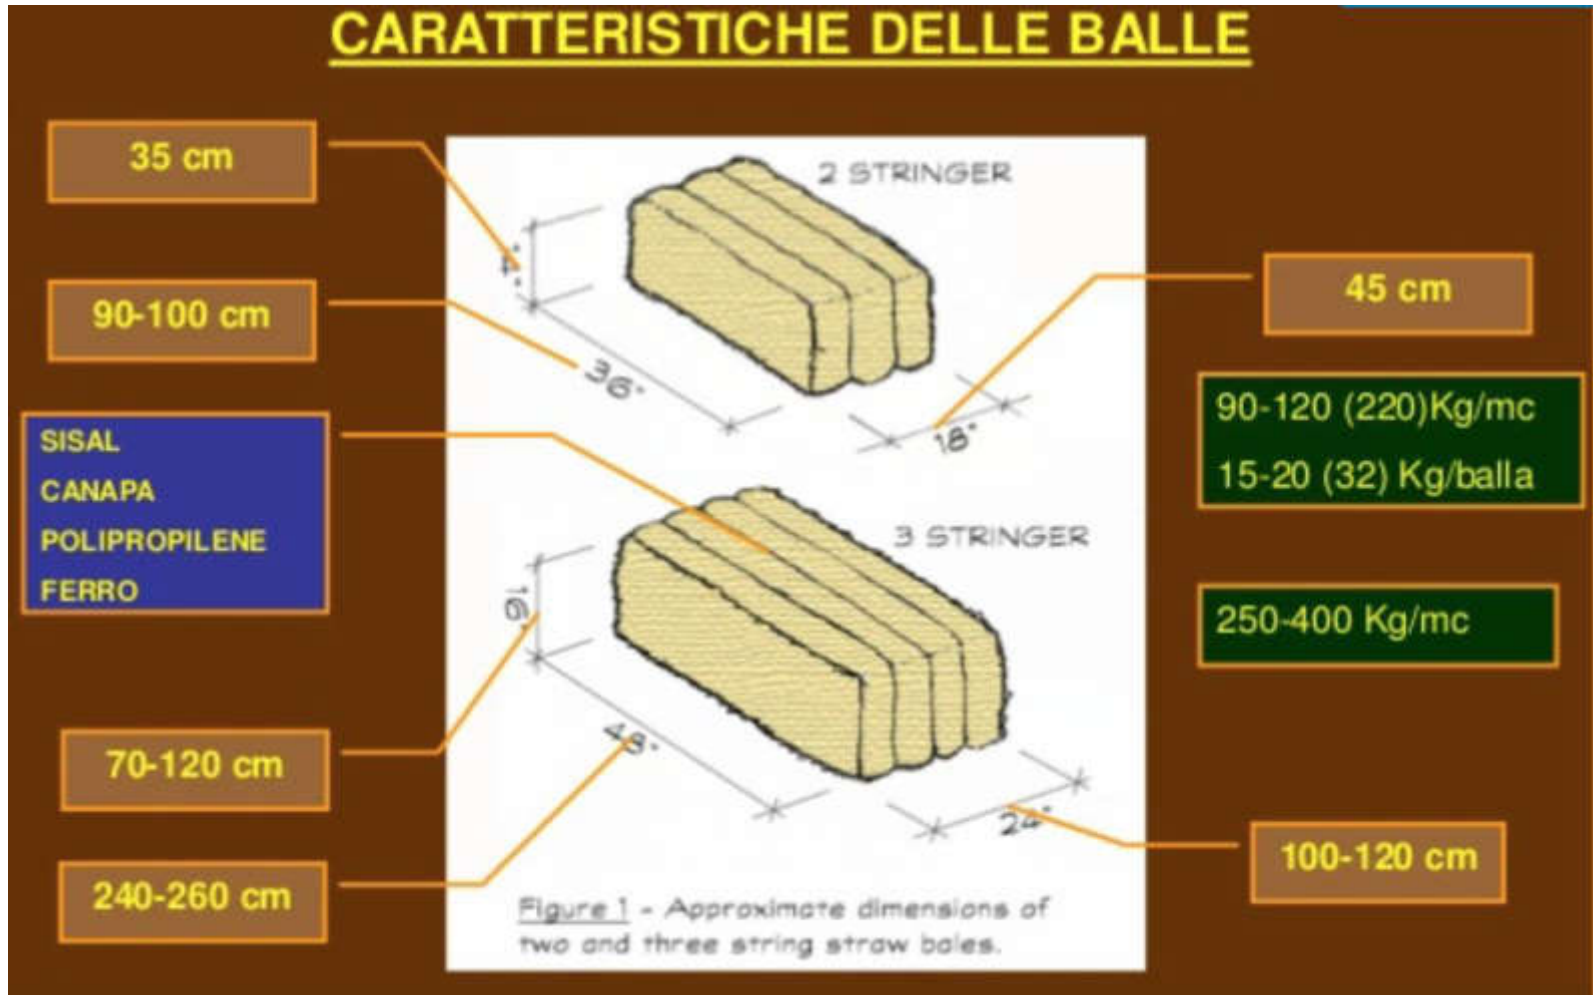 CARATTERISTICHE DELLE BALLE
35 cm
2 STRINGER
90-100 cm
36"
45 cm
18"
SISAL
CANAPA
POLIPROPILENE
FERRO
90-120 (220)Kg/mc
15-20 (32) Kg/balla
3 STRINGER
16"
250-400 Kg/mc
70-120 cm
48"
24"
100-120 cm
240-260 cm
Figure 1 - Approximate dimensions of
two and three string straw bales.